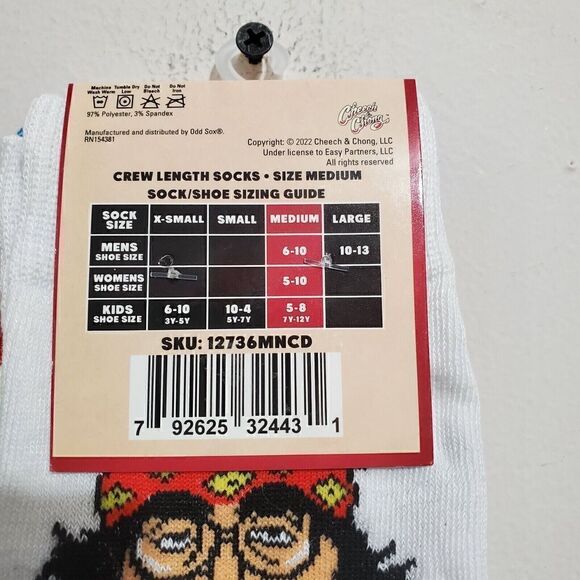 Machine Wash Warm Tumble Dry Low Do Not Bleach Do Not Iron
97% Polyester, 3% Spandex
Manufactured and distributed by Odd Sox®.
RN154381
Cheech & Chong
Copyright: © 2022 Cheech & Chong, LLC
Under license to Easy Partners, LLC
All rights reserved
CREW LENGTH SOCKS • SIZE MEDIUM
SOCK/SHOE SIZING GUIDE
SOCK SIZE X-SMALL SMALL MEDIUM LARGE
MENS SHOE SIZE 6-10 10-13
WOMENS SHOE SIZE 5-10
KIDS SHOE SIZE 6-10 3Y-5Y 10-4 5Y-7Y 5-8 7Y-12Y
SKU: 12736MNCD
7 92625 32443 1